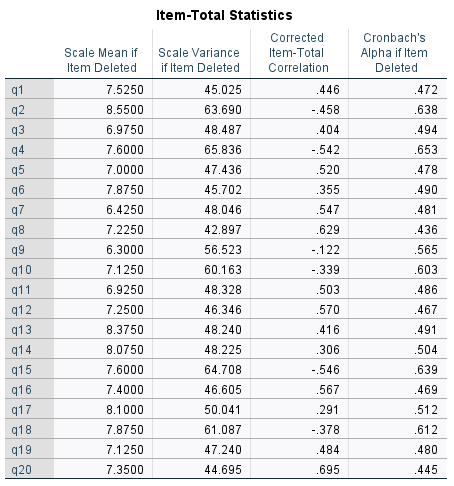 Item-Total Statistics
Scale Mean if Item Deleted Scale Variance if Item Deleted Corrected Item-Total Correlation Cronbach's Alpha if Item Deleted
q1 7.5250 45.025 .446 .472
q2 8.5500 63.690 -.458 .638
q3 6.9750 48.487 .404 .494
q4 7.6000 65.836 -.542 .653
q5 7.0000 47.436 .520 .478
q6 7.8750 45.702 .355 .490
q7 6.4250 48.046 .547 .481
q8 7.2250 42.897 .629 .436
q9 6.3000 56.523 -.122 .565
q10 7.1250 60.163 -.339 .603
q11 6.9250 48.328 .503 .486
q12 7.2500 46.346 .570 .467
q13 8.3750 48.240 .416 .491
q14 8.0750 48.225 .306 .504
q15 7.6000 64.708 -.546 .639
q16 7.4000 46.605 .567 .469
q17 8.1000 50.041 .291 .512
q18 7.8750 61.087 -.378 .612
q19 7.1250 47.240 .484 .480
q20 7.3500 44.695 .695 .445